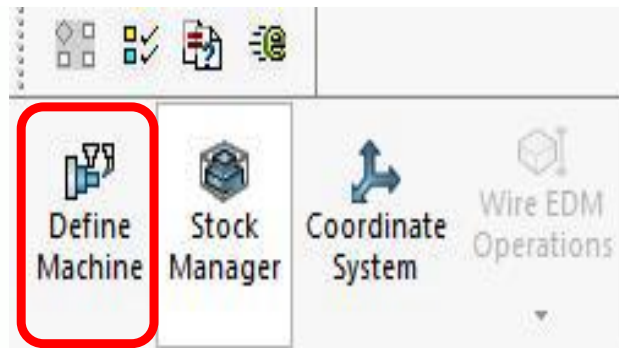 Define
Machine
Stock
Manager
Coordinate
System
Wire EDM
Operations